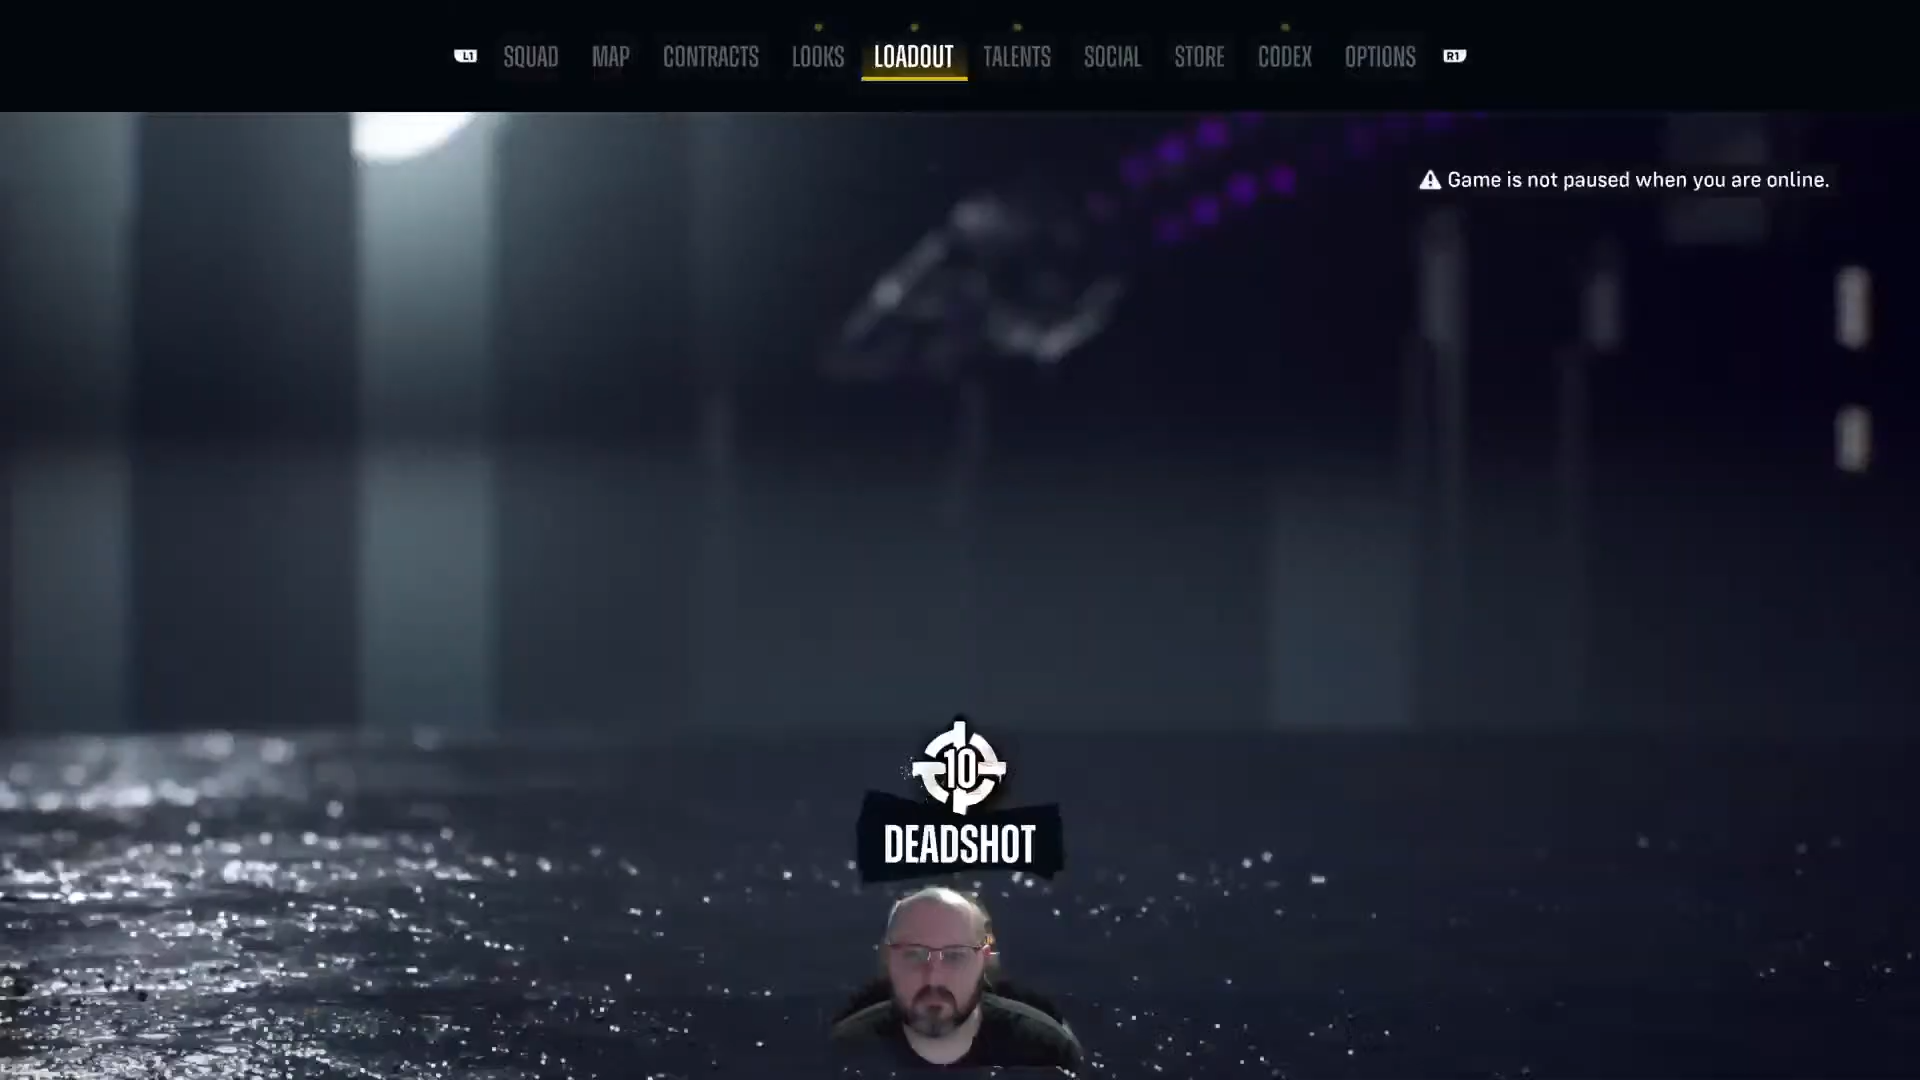 L1 SQUAD MAP CONTRACTS LOOKS LOADOUT TALENTS SOCIAL STORE CODEX OPTIONS R1
Game is not paused when you are online.
10
DEADSHOT